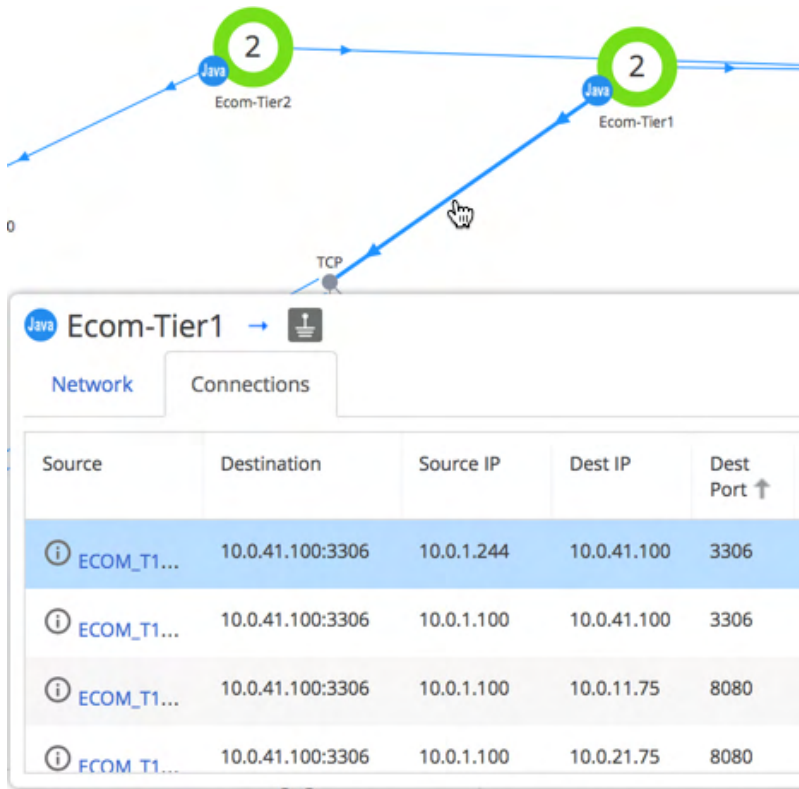 2
Java
Ecom-Tier2
2
Java
Ecom-Tier1
0
TCP
Java Ecom-Tier1
Network Connections
Source Destination Source IP Dest IP Dest Port
ECOM_T1... 10.0.41.100:3306 10.0.1.244 10.0.41.100 3306
ECOM_T1... 10.0.41.100:3306 10.0.1.100 10.0.41.100 3306
ECOM_T1... 10.0.41.100:3306 10.0.1.100 10.0.11.75 8080
ECOM_T1... 10.0.41.100:3306 10.0.1.100 10.0.21.75 8080